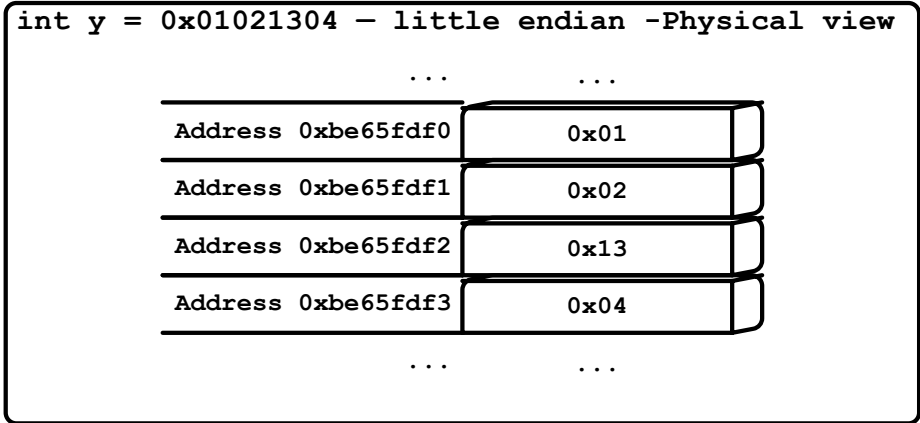 int y = 0x01021304 – little endian -Physical view
... ...
Address 0xbe65fdf0 0x01
Address 0xbe65fdf1 0x02
Address 0xbe65fdf2 0x13
Address 0xbe65fdf3 0x04
... ...